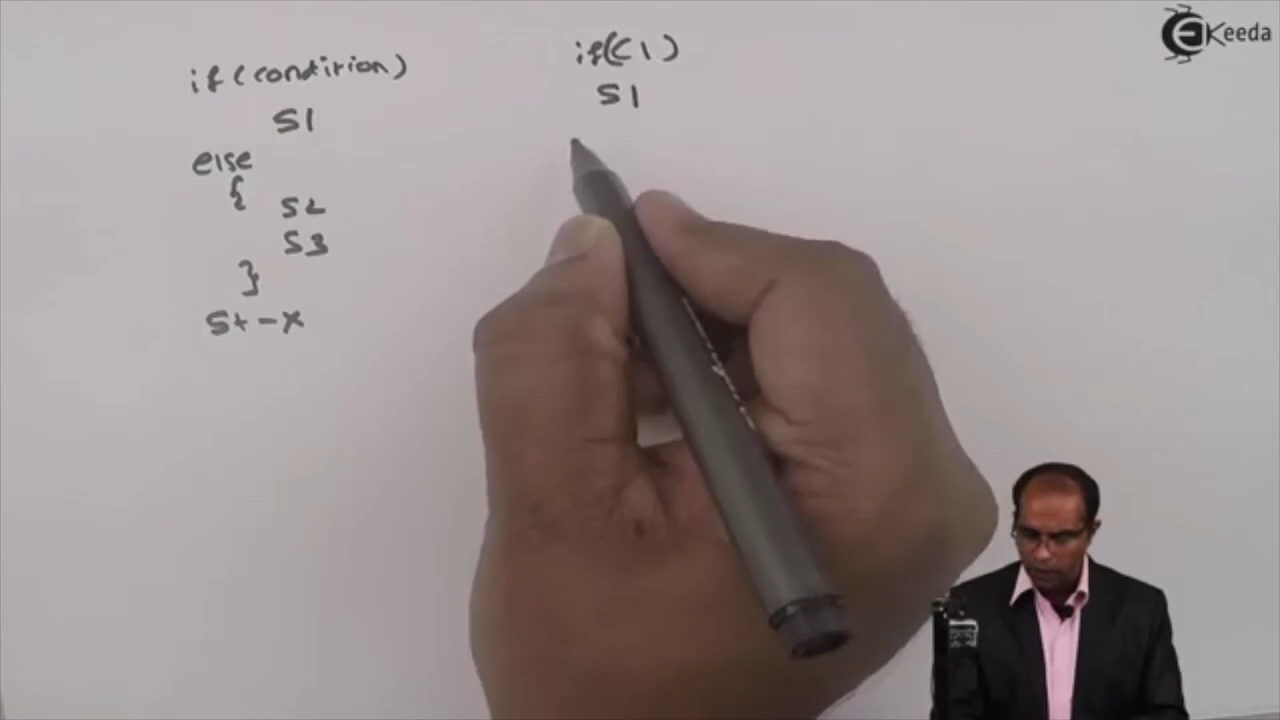 if (condition)
S1
else
{
S2
S3
}
St-x
if(C1)
S1
Ekeeda